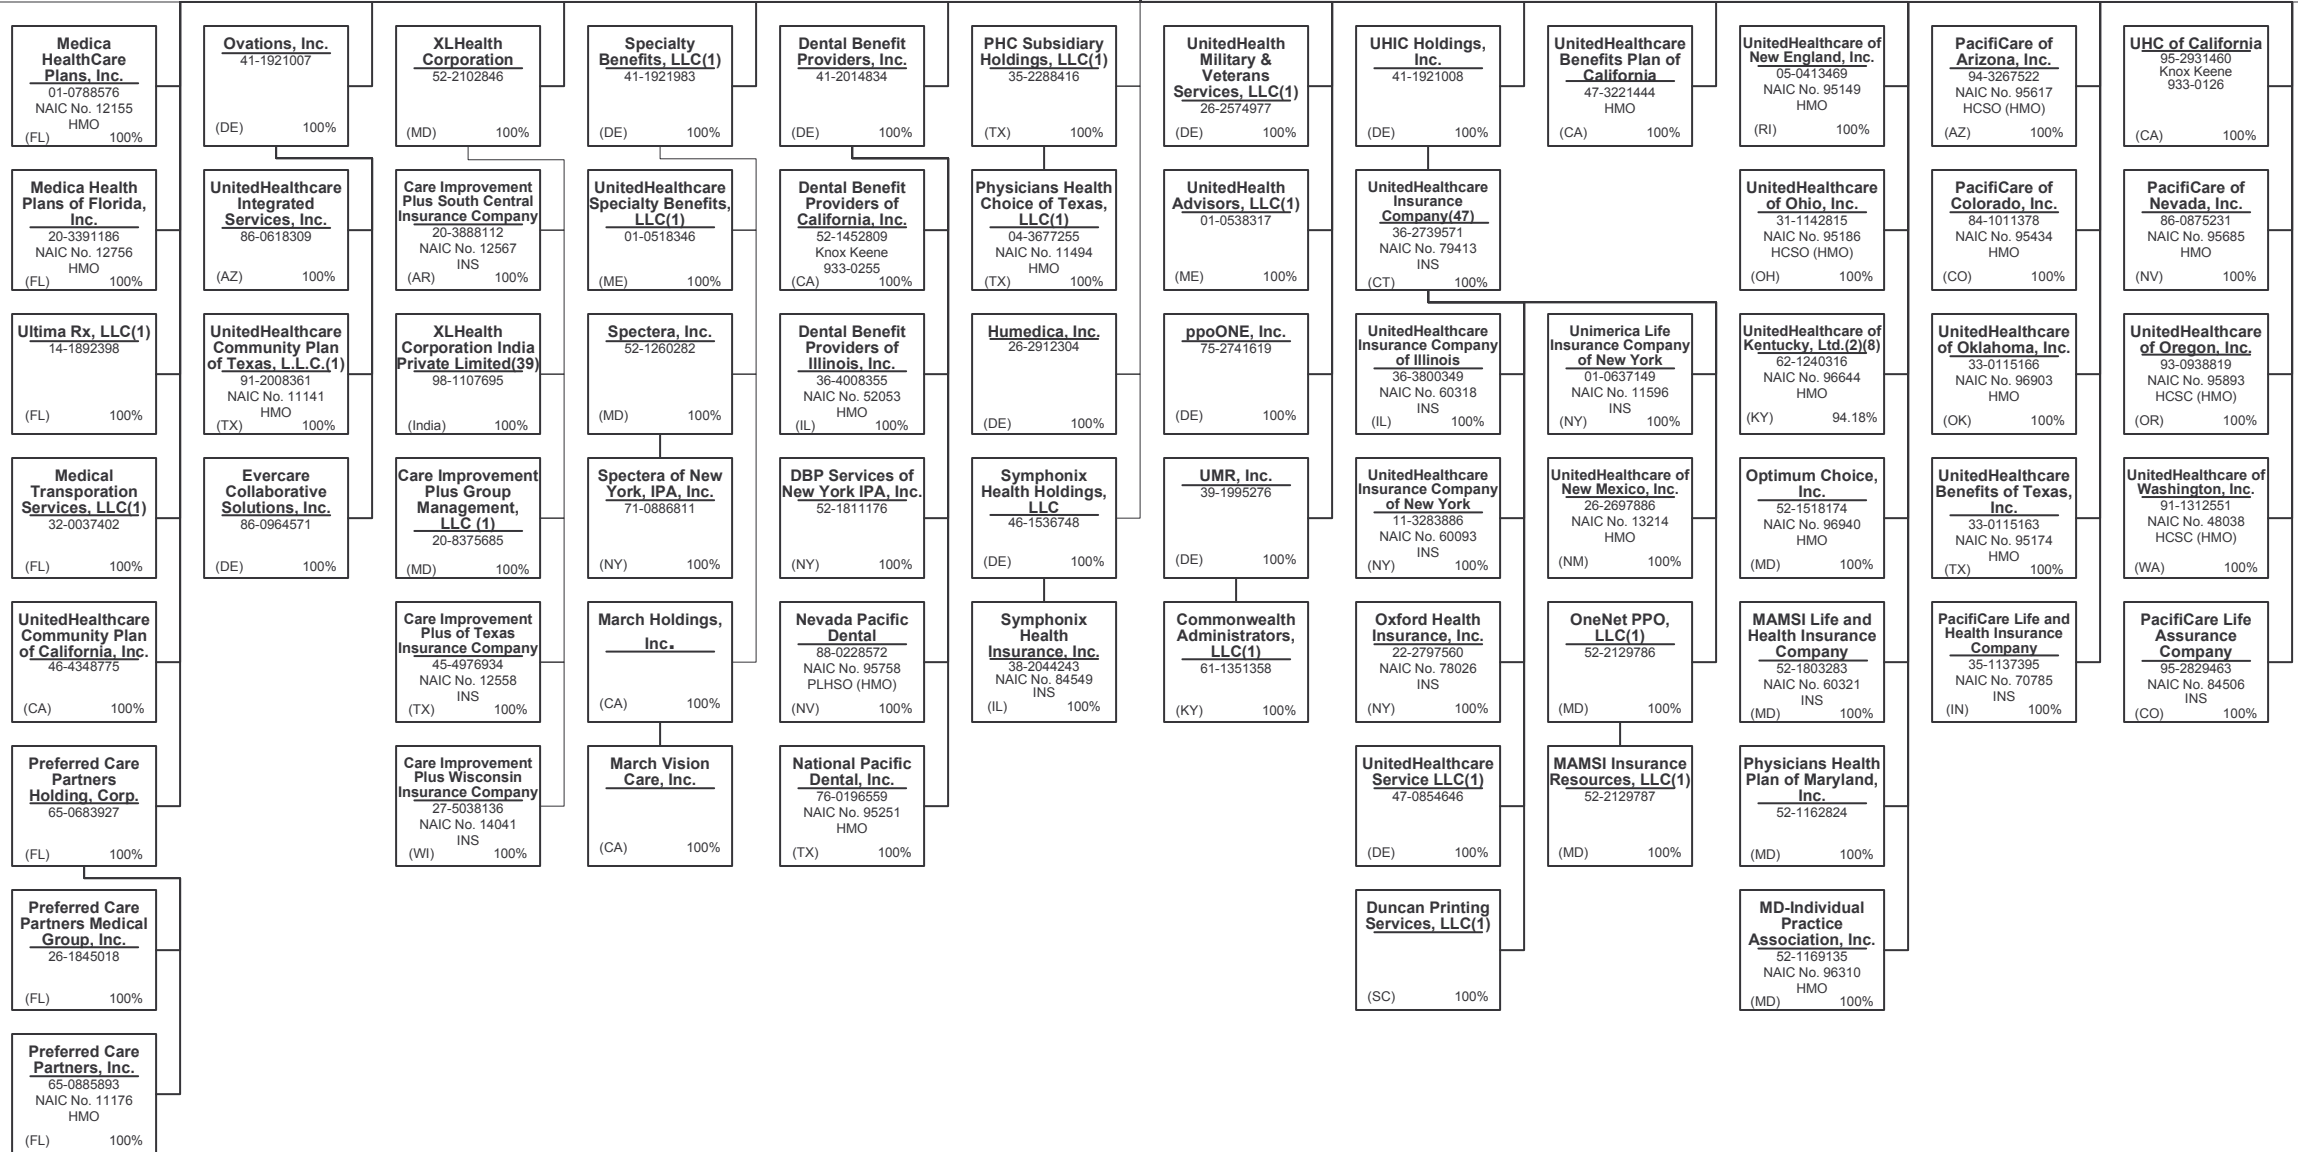 Medica
HealthCare
Plans, Inc.
01-0788576
NAIC No. 12155
HMO
(FL) 100%
Medica Health
Plans of Florida,
Inc.
20-3391186
NAIC No. 12756
HMO
(FL) 100%
Ultima Rx, LLC(1)
14-1892398
(FL) 100%
Medical
Transporation
Services, LLC(1)
32-0037402
(FL) 100%
UnitedHealthcare
Community Plan
of California, Inc.
46-4348775
(CA) 100%
Preferred Care
Partners
Holding, Corp.
65-0683927
(FL) 100%
Preferred Care
Partners Medical
Group, Inc.
26-1845018
(FL) 100%
Preferred Care
Partners, Inc.
65-0885893
NAIC No. 11176
HMO
(FL) 100%
Ovations, Inc.
41-1921007
(DE) 100%
UnitedHealthcare
Integrated
Services, Inc.
86-0618309
(AZ) 100%
UnitedHealthcare
Community Plan
of Texas, L.L.C.(1)
91-2008361
NAIC No. 11141
HMO
(TX) 100%
Evercare
Collaborative
Solutions, Inc.
86-0964571
(DE) 100%
XLHealth
Corporation
52-2102846
(MD) 100%
Care Improvement
Plus South Central
Insurance Company
20-3888112
NAIC No. 12567
INS
(AR) 100%
XLHealth
Corporation India
Private Limited(39)
98-1107695
(India) 100%
Care Improvement
Plus Group
Management,
LLC (1)
20-8375685
(MD) 100%
Care Improvement
Plus of Texas
Insurance Company
45-4976934
NAIC No. 12558
INS
(TX) 100%
Care Improvement
Plus Wisconsin
Insurance Company
27-5038136
NAIC No. 14041
INS
(WI) 100%
Specialty
Benefits, LLC(1)
41-1921983
(DE) 100%
UnitedHealthcare
Specialty Benefits,
LLC(1)
01-0518346
(ME) 100%
Spectera, Inc.
52-1260282
(MD) 100%
Spectera of New
York, IPA, Inc.
71-0886811
(NY) 100%
March Holdings,
Inc.
(CA) 100%
March Vision
Care, Inc.
(CA) 100%
Dental Benefit
Providers, Inc.
41-2014834
(DE) 100%
Dental Benefit
Providers of
California, Inc.
52-1452809
Knox Keene
933-0255
(CA) 100%
Dental Benefit
Providers of
Illinois, Inc.
36-4008355
NAIC No. 52053
HMO
(IL) 100%
DBP Services of
New York IPA, Inc.
52-1811176
(NY) 100%
Nevada Pacific
Dental
88-0228572
NAIC No. 95758
PLHSO (HMO)
(NV) 100%
National Pacific
Dental, Inc.
76-0196559
NAIC No. 95251
HMO
(TX) 100%
PHC Subsidiary
Holdings, LLC(1)
35-2288416
(TX) 100%
Physicians Health
Choice of Texas,
LLC(1)
04-3677255
NAIC No. 11494
HMO
(TX) 100%
Humedica, Inc.
26-2912304
(DE) 100%
Symphonix
Health Holdings,
LLC
46-1536748
(DE) 100%
Symphonix
Health
Insurance, Inc.
38-2044243
NAIC No. 84549
INS
(IL) 100%
UnitedHealth
Military &
Veterans
Services, LLC(1)
26-2574977
(DE) 100%
UnitedHealth
Advisors, LLC(1)
01-0538317
(ME) 100%
ppoONE, Inc.
75-2741619
(DE) 100%
UMR, Inc.
39-1995276
(DE) 100%
Commonwealth
Administrators,
LLC(1)
61-1351358
(KY) 100%
UHIC Holdings,
Inc.
41-1921008
(DE) 100%
UnitedHealthcare
Insurance
Company(47)
36-2739571
NAIC No. 79413
INS
(CT) 100%
UnitedHealthcare
Insurance Company
of Illinois
36-3800349
NAIC No. 60318
INS
(IL) 100%
UnitedHealthcare
Insurance Company
of New York
11-3283886
NAIC No. 60093
INS
(NY) 100%
Oxford Health
Insurance, Inc.
22-2797560
NAIC No. 78026
INS
(NY) 100%
UnitedHealthcare
Service LLC(1)
47-0854646
(DE) 100%
Duncan Printing
Services, LLC(1)
(SC) 100%
UnitedHealthcare
Benefits Plan of
California
47-3221444
HMO
(CA) 100%
Unimerica Life
Insurance Company
of New York
01-0637149
NAIC No. 11596
INS
(NY) 100%
UnitedHealthcare of
New Mexico, Inc.
26-2697886
NAIC No. 13214
HMO
(NM) 100%
OneNet PPO,
LLC(1)
52-2129786
(MD) 100%
MAMSI Insurance
Resources, LLC(1)
52-2129787
(MD) 100%
UnitedHealthcare of
New England, Inc.
05-0413469
NAIC No. 95149
HMO
(RI) 100%
UnitedHealthcare
of Ohio, Inc.
31-1142815
NAIC No. 95186
HCSO (HMO)
(OH) 100%
UnitedHealthcare of
Kentucky, Ltd.(2)(8)
62-1240316
NAIC No. 96644
HMO
(KY) 94.18%
Optimum Choice,
Inc.
52-1518174
NAIC No. 96940
HMO
(MD) 100%
MAMSI Life and
Health Insurance
Company
52-1803283
NAIC No. 60321
INS
(MD) 100%
Physicians Health
Plan of Maryland,
Inc.
52-1162824
(MD) 100%
MD-Individual
Practice
Association, Inc.
52-1169135
NAIC No. 96310
HMO
(MD) 100%
PacifiCare of
Arizona, Inc.
94-3267522
NAIC No. 95617
HCSO (HMO)
(AZ) 100%
PacifiCare of
Colorado, Inc.
84-1011378
NAIC No. 95434
HMO
(CO) 100%
UnitedHealthcare
of Oklahoma, Inc.
33-0115166
NAIC No. 96903
HMO
(OK) 100%
UnitedHealthcare
Benefits of Texas,
Inc.
33-0115163
NAIC No. 95174
HMO
(TX) 100%
PacifiCare Life and
Health Insurance
Company
35-1137395
NAIC No. 70785
INS
(IN) 100%
UHC of California
95-2931460
Knox Keene
933-0126
(CA) 100%
PacifiCare of
Nevada, Inc.
86-0875231
NAIC No. 95685
HMO
(NV) 100%
UnitedHealthcare
of Oregon, Inc.
93-0938819
NAIC No. 95893
HCSC (HMO)
(OR) 100%
UnitedHealthcare of
Washington, Inc.
91-1312551
NAIC No. 48038
HCSC (HMO)
(WA) 100%
PacifiCare Life
Assurance
Company
95-2829463
NAIC No. 84506
INS
(CO) 100%